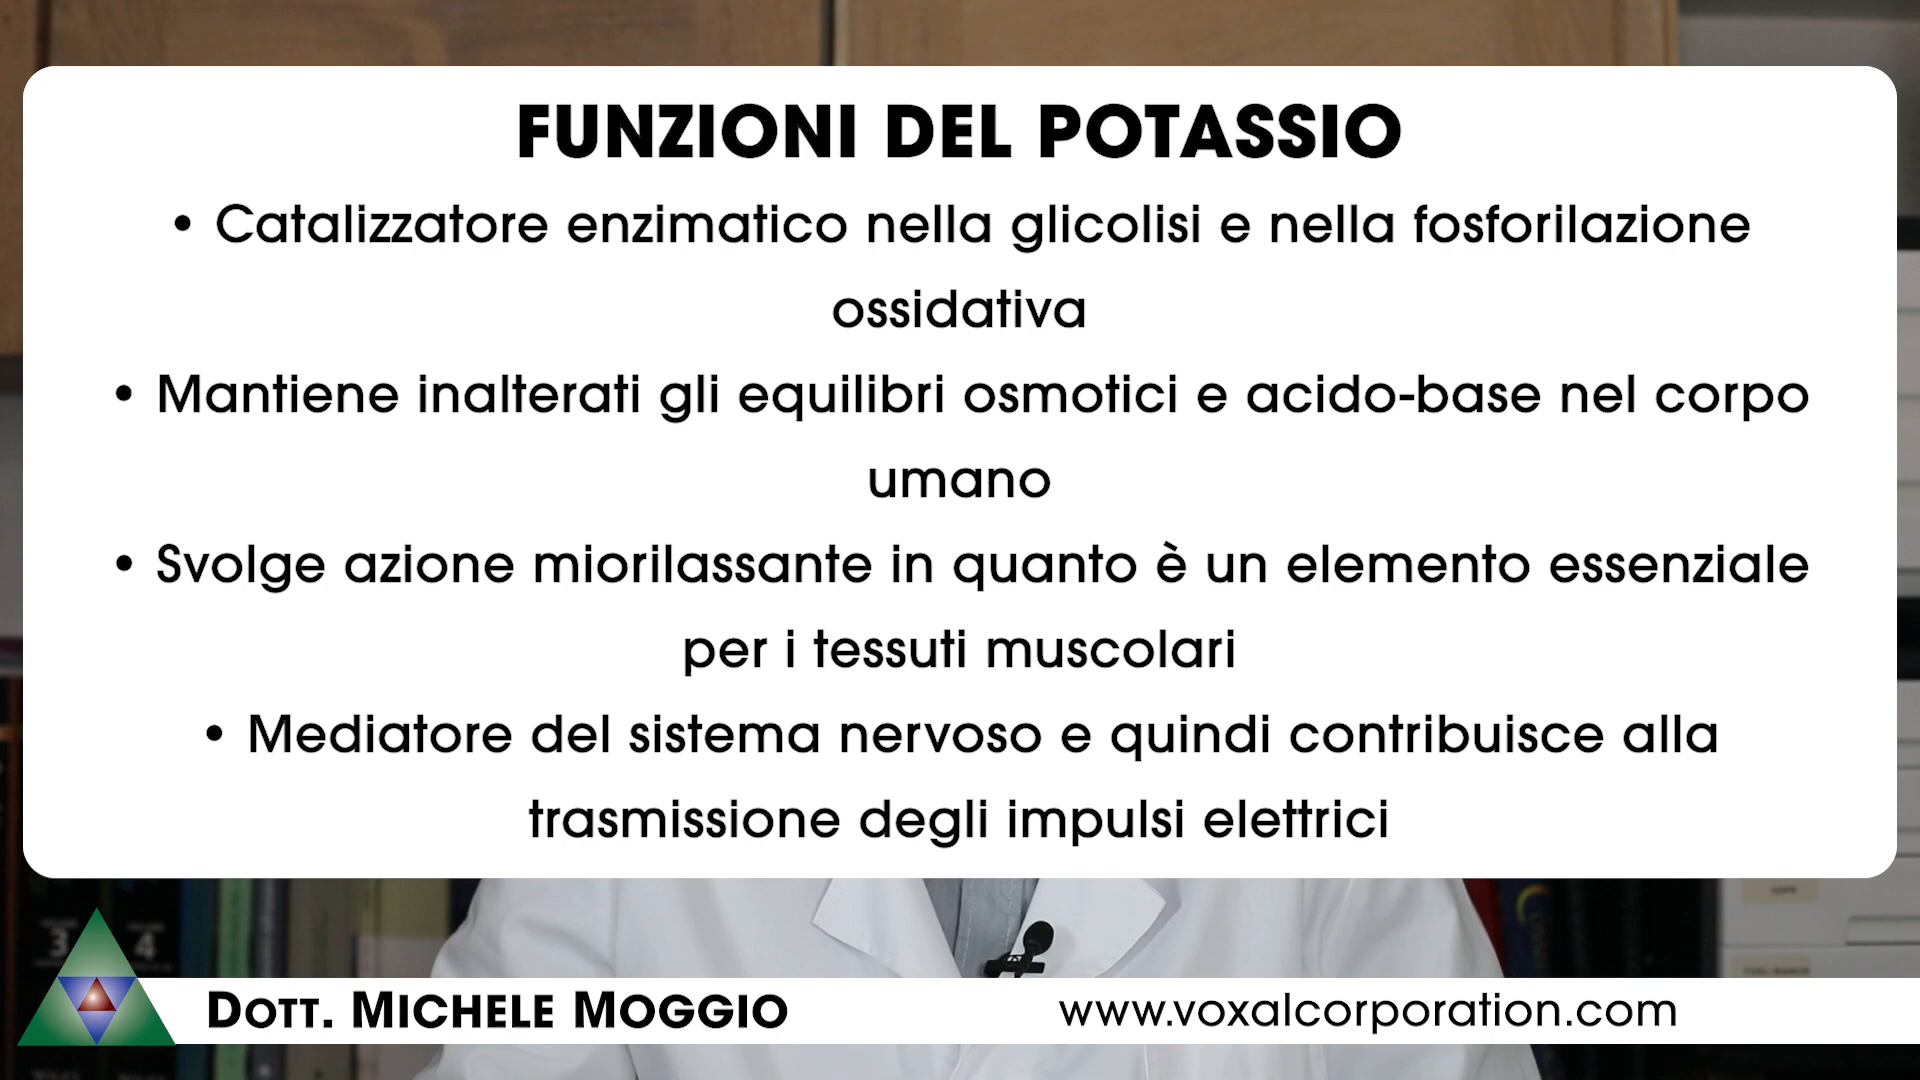 FUNZIONI DEL POTASSIO
• Catalizzatore enzimatico nella glicolisi e nella fosforilazione
ossidativa
• Mantiene inalterati gli equilibri osmotici e acido-base nel corpo
umano
• Svolge azione miorilassante in quanto è un elemento essenziale
per i tessuti muscolari
• Mediatore del sistema nervoso e quindi contribuisce alla
trasmissione degli impulsi elettrici
3
4
DOTT. MICHELE MOGGIO
www.voxalcorporation.com